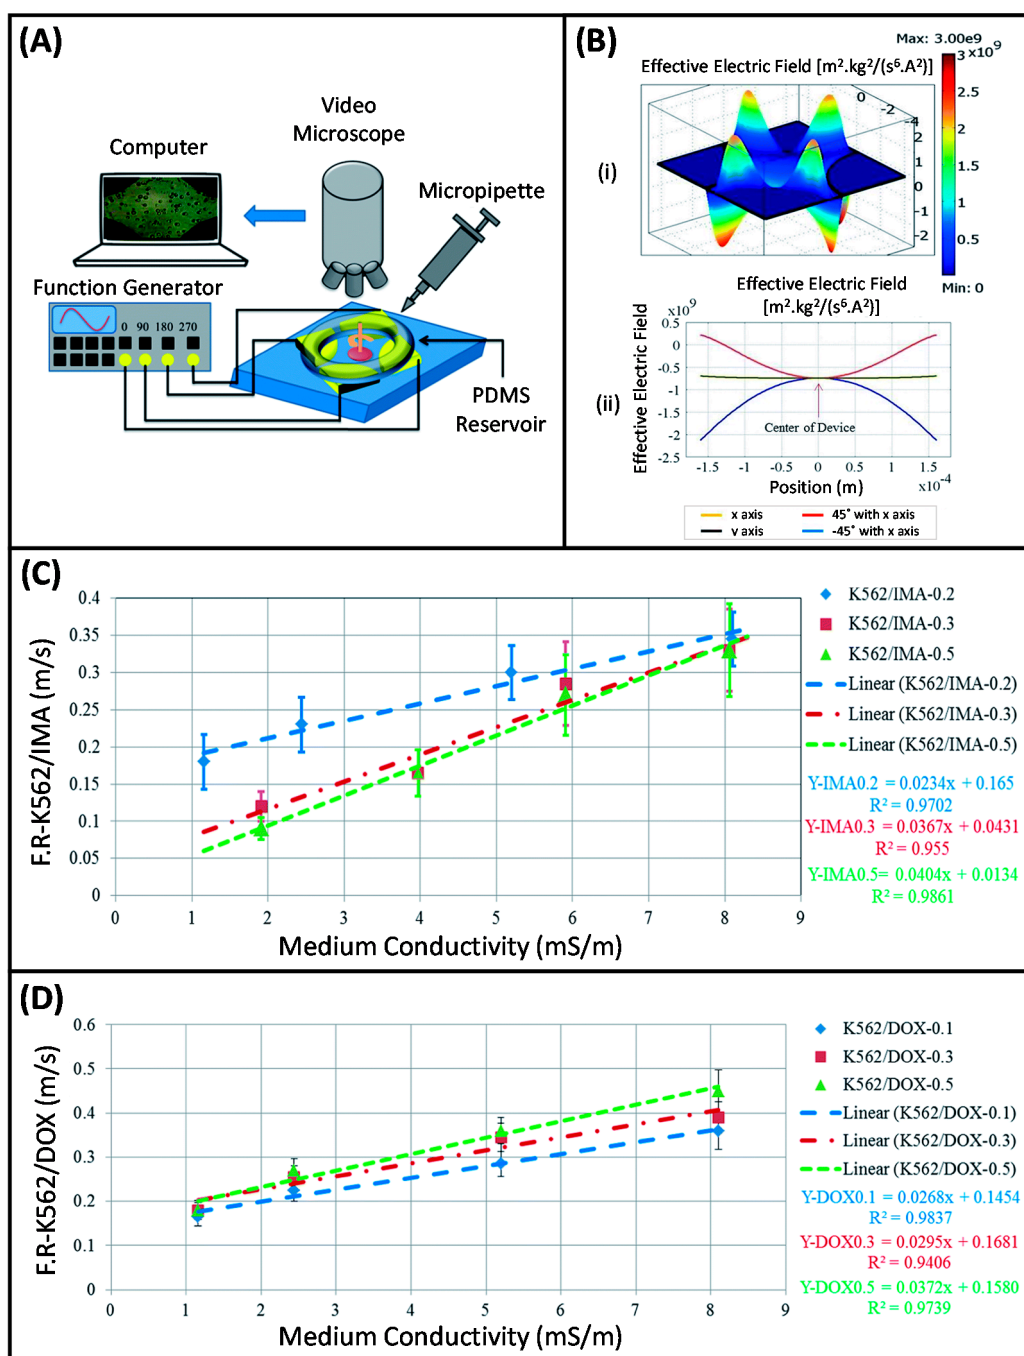 (A)
Video
Microscope
Computer
Micropipette
Function Generator
0 90 180 270
PDMS
Reservoir
(B)
Max: 3.00e9
×10⁹
Effective Electric Field [m².kg²/(s⁶.A²)]
(i)
0
-2
-4
2
1
0
-1
-2
3
2.5
2
1.5
1
0.5
Min: 0
Effective Electric Field
[m².kg²/(s⁶.A²)]
x10⁹
Effective Electric Field
(ii)
0.5
0
-0.5
-1
-1.5
-2
-2.5
Center of Device
-1.5 -1 -0.5 0 0.5 1 1.5
Position (m)
x10⁻⁴
x axis
45° with x axis
y axis
-45° with x axis
(C)
F.R-K562/IMA (m/s)
0.4
0.35
0.3
0.25
0.2
0.15
0.1
0.05
0
0 1 2 3 4 5 6 7 8 9
Medium Conductivity (mS/m)
K562/IMA-0.2
K562/IMA-0.3
K562/IMA-0.5
Linear (K562/IMA-0.2)
Linear (K562/IMA-0.3)
Linear (K562/IMA-0.5)
Y-IMA0.2 = 0.0234x + 0.165
R² = 0.9702
Y-IMA0.3 = 0.0367x + 0.0431
R² = 0.955
Y-IMA0.5= 0.0404x + 0.0134
R² = 0.9861
(D)
F.R-K562/DOX (m/s)
0.6
0.5
0.4
0.3
0.2
0.1
0
0 1 2 3 4 5 6 7 8 9
Medium Conductivity (mS/m)
K562/DOX-0.1
K562/DOX-0.3
K562/DOX-0.5
Linear (K562/DOX-0.1)
Linear (K562/DOX-0.3)
Linear (K562/DOX-0.5)
Y-DOX0.1 = 0.0268x + 0.1454
R² = 0.9837
Y-DOX0.3 = 0.0295x + 0.1681
R² = 0.9406
Y-DOX0.5 = 0.0372x + 0.1580
R² = 0.9739